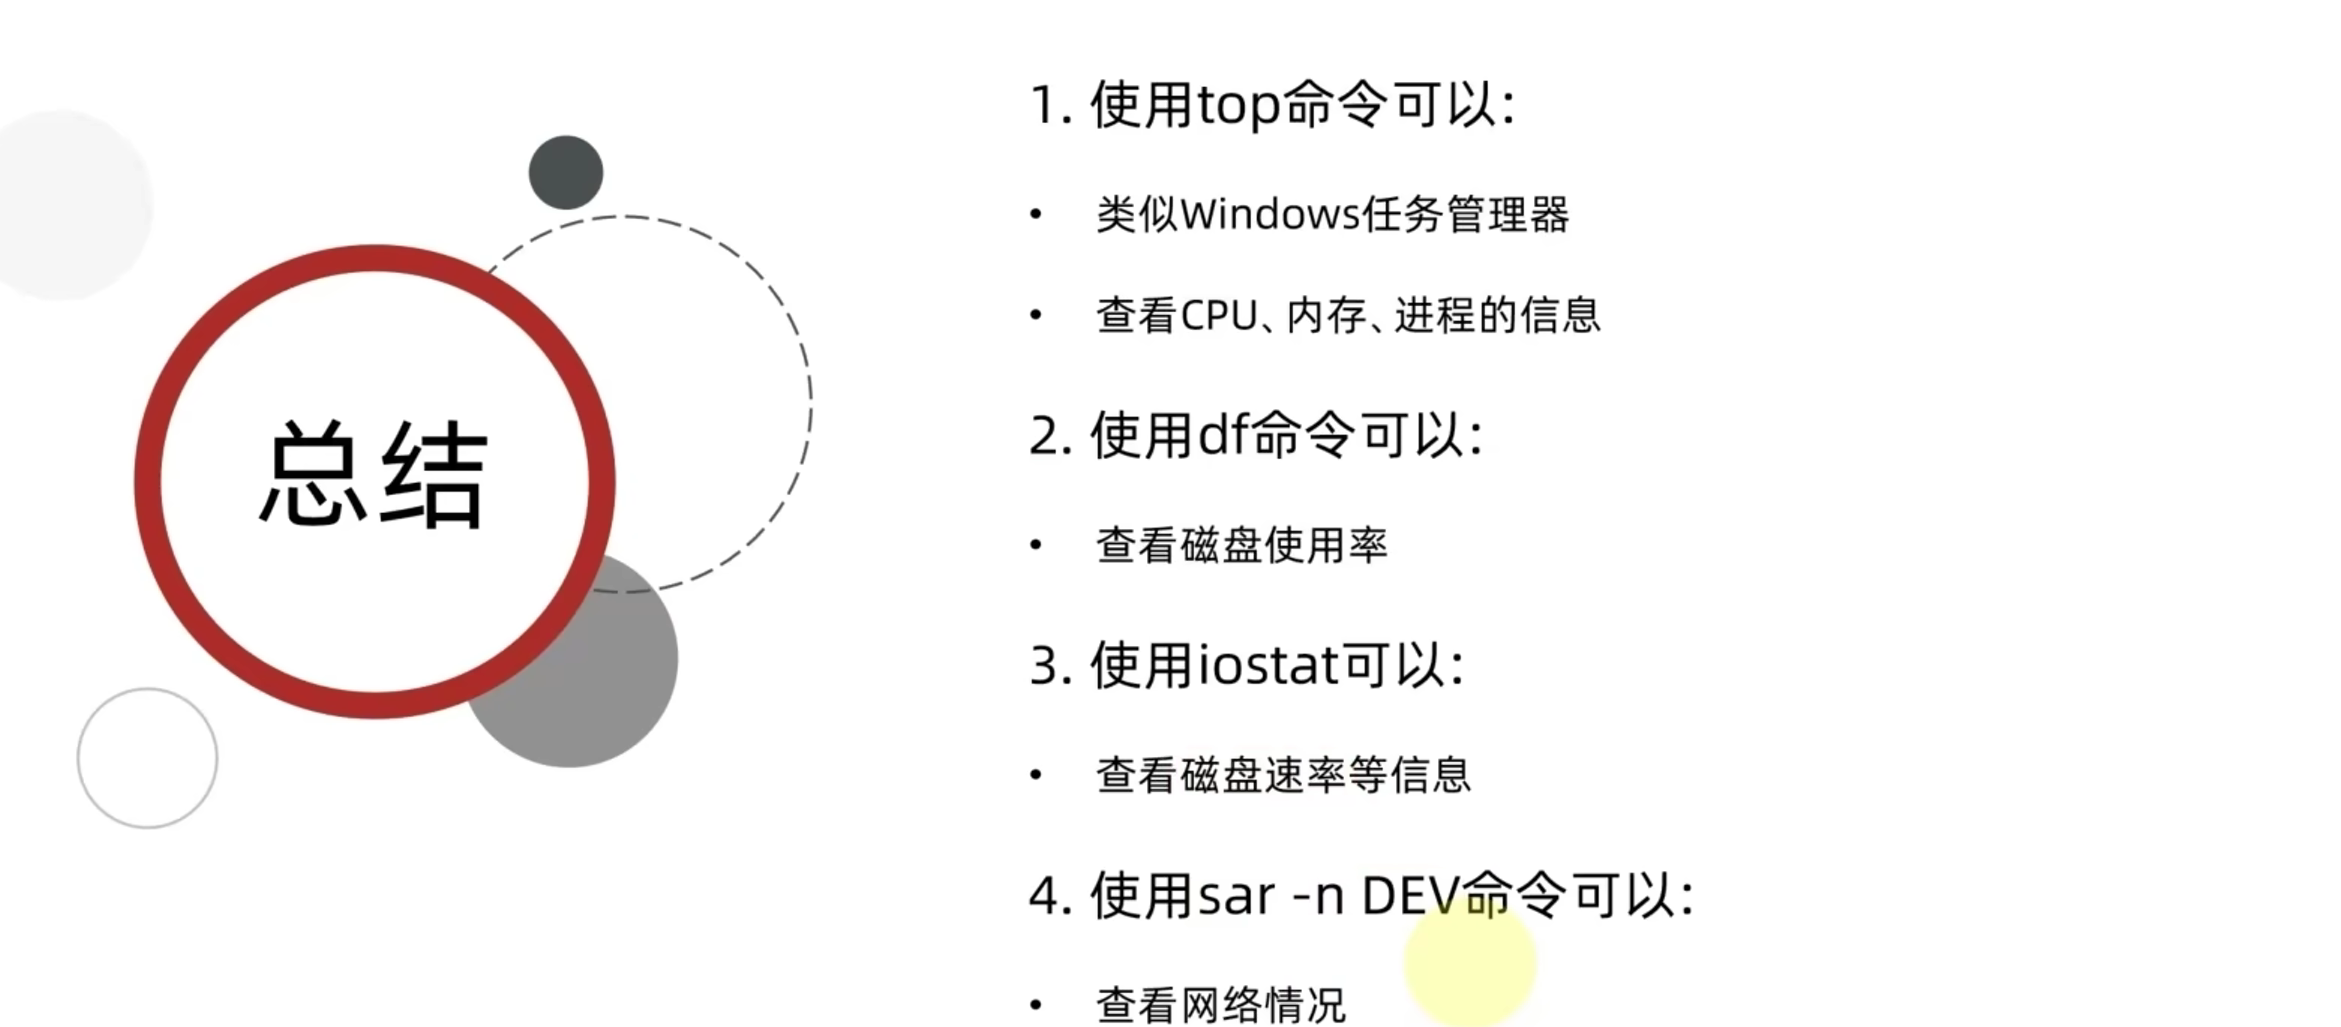 总结
1. 使用top命令可以：
• 类似Windows任务管理器
• 查看CPU、内存、进程的信息
2. 使用df命令可以：
• 查看磁盘使用率
3. 使用iostat可以：
• 查看磁盘速率等信息
4. 使用sar -n DEV命令可以：
• 查看网络情况